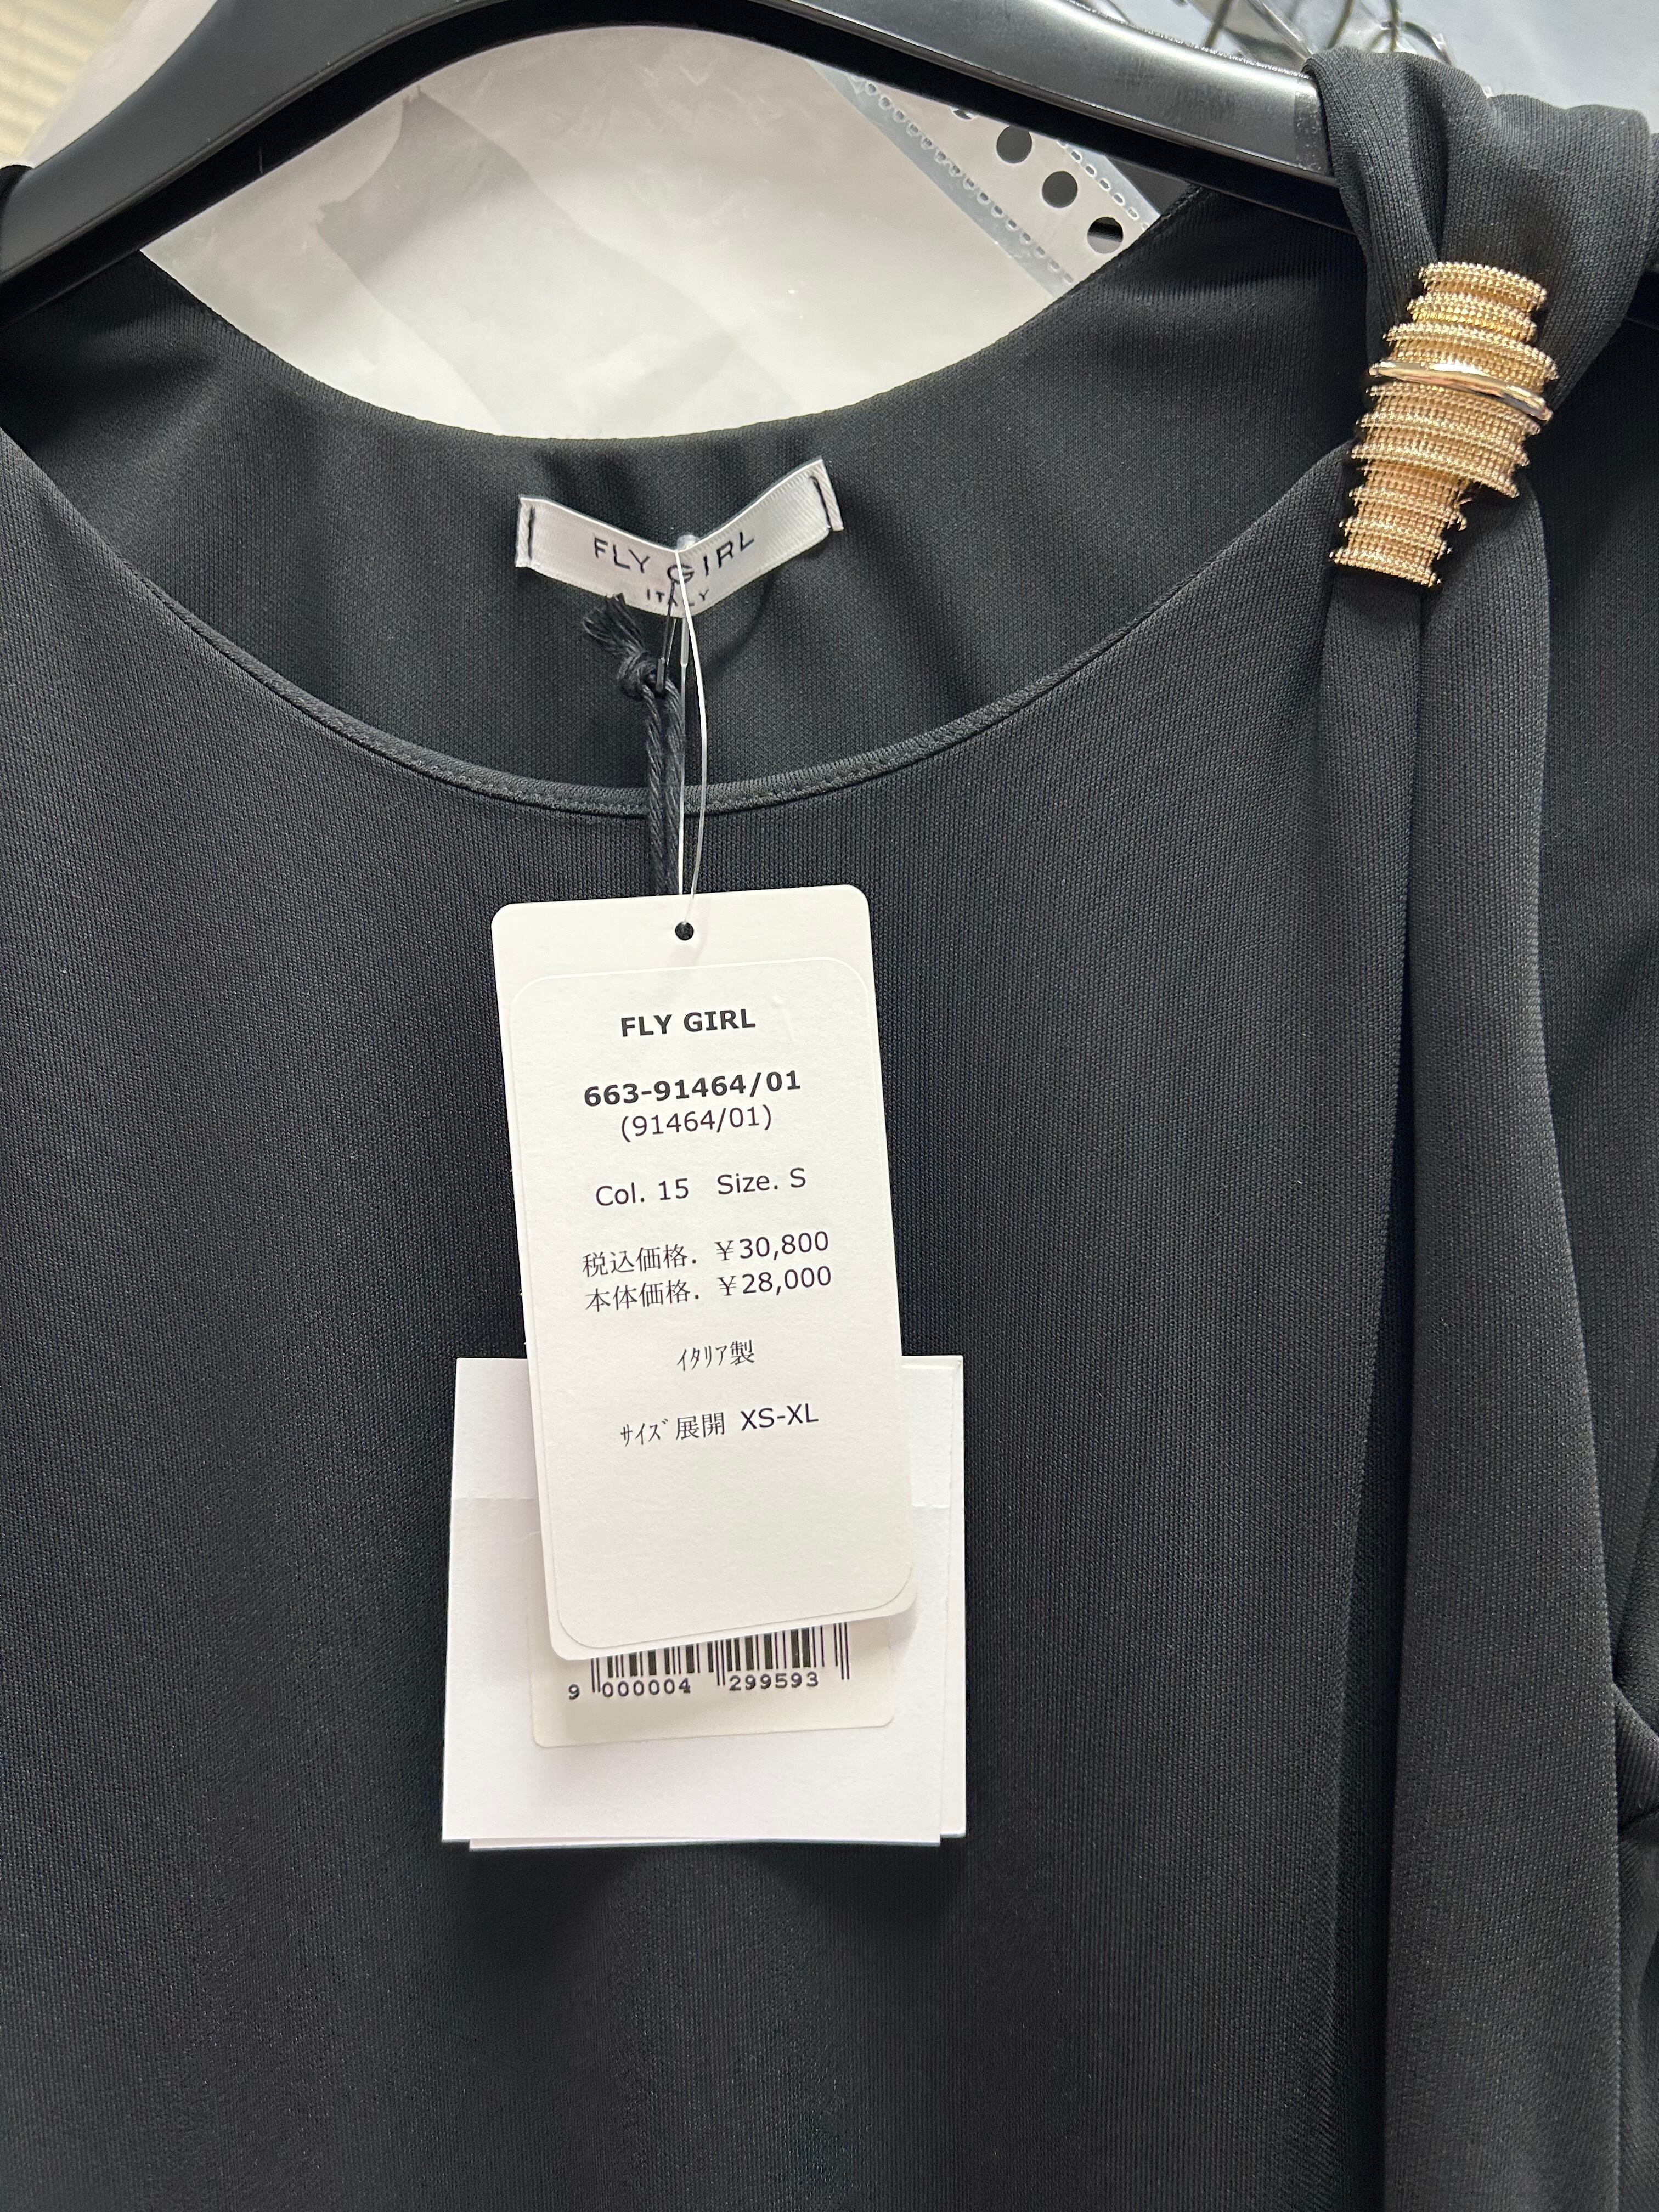 FLY GIRL
ITALY
FLY GIRL
663-91464/01
(91464/01)
Col. 15 Size. S
税込価格. ￥30,800
本体価格. ￥28,000
ｲﾀﾘｱ製
ｻｲｽﾞ展開 XS-XL
9 000004 299593